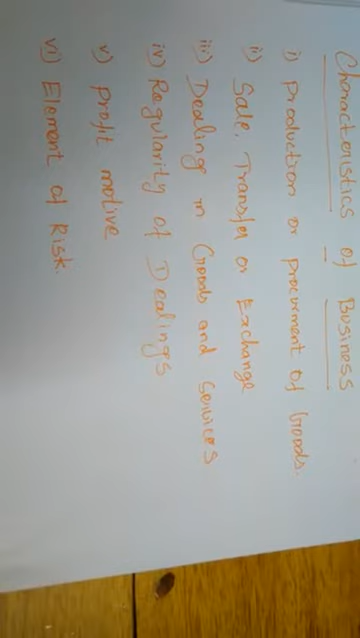 Characteristics of Business
i) Production or procurment of Goods.
ii) Sale, Transfer or Exchange
iii) Dealing in Goods and Services
iv) Regularity of Dealings
v) Profit motive
vi) Element of Risk.